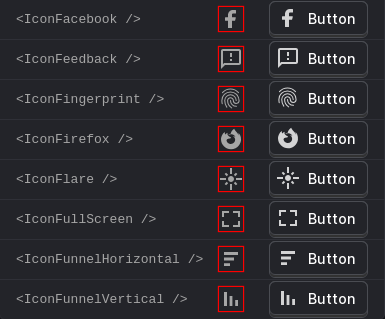 <IconFacebook /> Button
<IconFeedback /> Button
<IconFingerprint /> Button
<IconFirefox /> Button
<IconFlare /> Button
<IconFullScreen /> Button
<IconFunnelHorizontal /> Button
<IconFunnelVertical /> Button